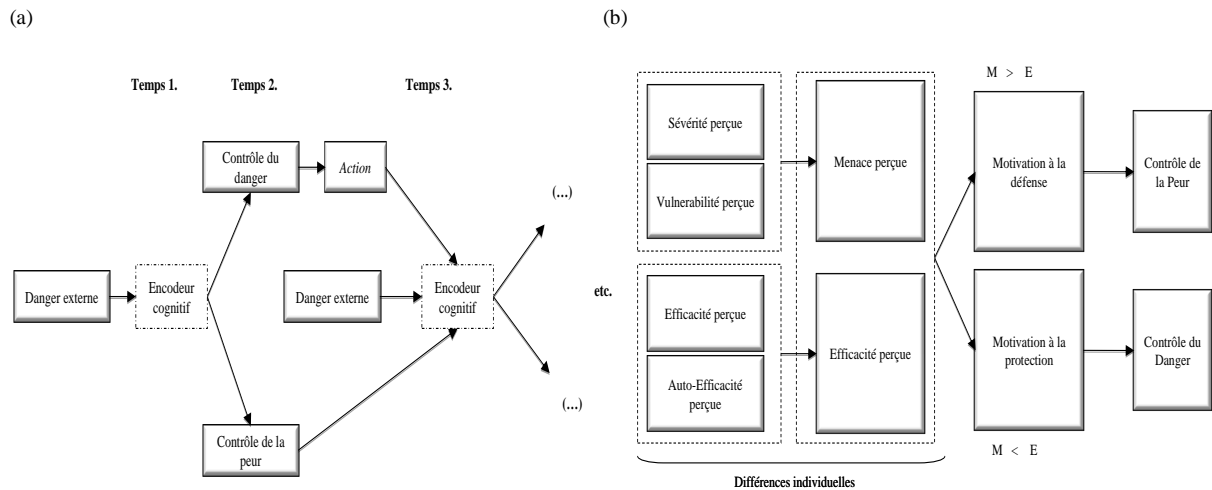 (a)
Temps 1.
Temps 2.
Temps 3.
Contrôle du
danger
Action
(...)
Danger externe
Encodeur
cognitif
Danger externe
Encodeur
cognitif
etc.
Contrôle de la
peur
(...)
(b)
M > E
Sévérité perçue
Vulnerabilité perçue
Menace perçue
Motivation à la
défense
Contrôle de
la Peur
Efficacité perçue
Auto-Efficacité
perçue
Efficacité perçue
Motivation à la
protection
Contrôle du
Danger
M < E
Différences individuelles